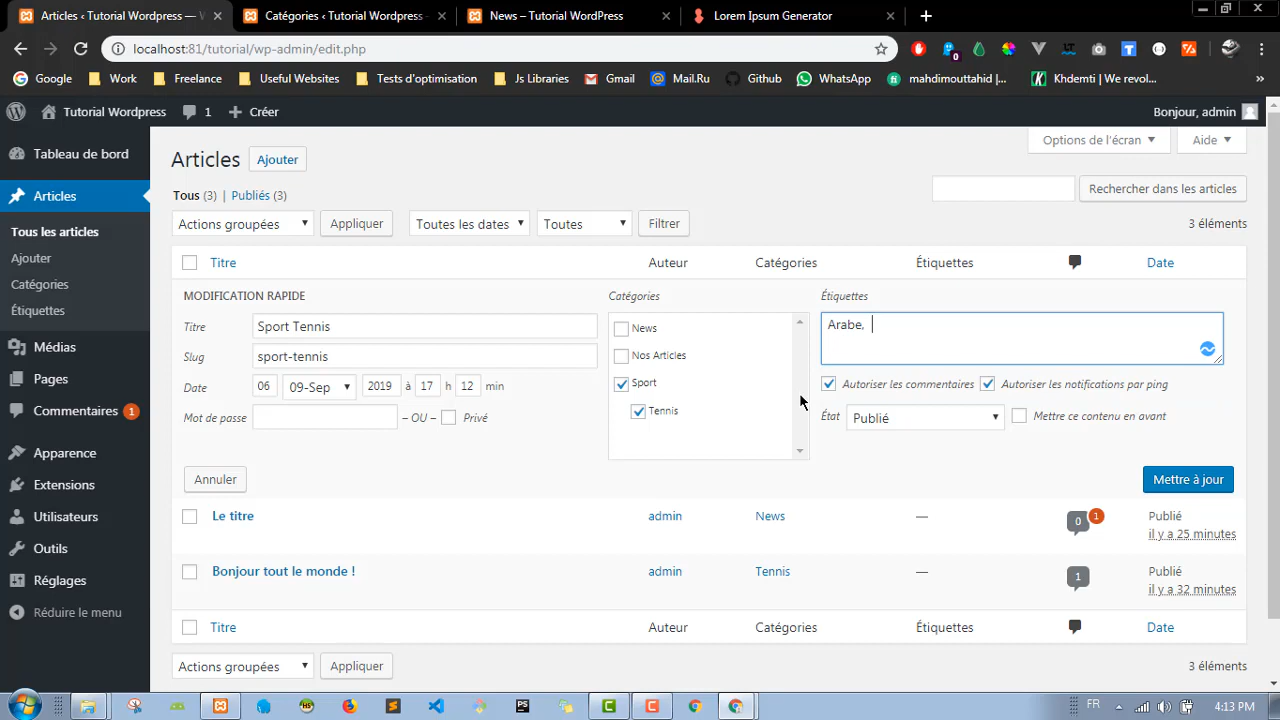 Articles ‹ Tutorial Wordpress — W
Catégories ‹ Tutorial Wordpress
News – Tutorial WordPress
Lorem Ipsum Generator
localhost:81/tutorial/wp-admin/edit.php
Google
Work
Freelance
Useful Websites
Tests d'optimisation
Js Libraries
Gmail
Mail.Ru
Github
WhatsApp
mahdimouttahid |...
Khdemti | We revol...
Tutorial Wordpress
1
Créer
Bonjour, admin
Tableau de bord
Articles
Tous les articles
Ajouter
Catégories
Étiquettes
Médias
Pages
Commentaires 1
Apparence
Extensions
Utilisateurs
Outils
Réglages
Réduire le menu
Options de l'écran
Aide
Articles Ajouter
Tous (3) | Publiés (3)
Rechercher dans les articles
Actions groupées Appliquer Toutes les dates Toutes Filtrer 3 éléments
Titre Auteur Catégories Étiquettes Date
MODIFICATION RAPIDE
Titre Sport Tennis
Slug sport-tennis
Date 06 09-Sep 2019 à 17 h 12 min
Mot de passe – OU – Privé
Catégories
News
Nos Articles
Sport
Tennis
Étiquettes
Arabe,
Autoriser les commentaires Autoriser les notifications par ping
État Publié Mettre ce contenu en avant
Annuler Mettre à jour
Le titre admin News — 0 1 Publié
il y a 25 minutes
Bonjour tout le monde ! admin Tennis — 1 Publié
il y a 32 minutes
Titre Auteur Catégories Étiquettes Date
Actions groupées Appliquer 3 éléments
FR 4:13 PM